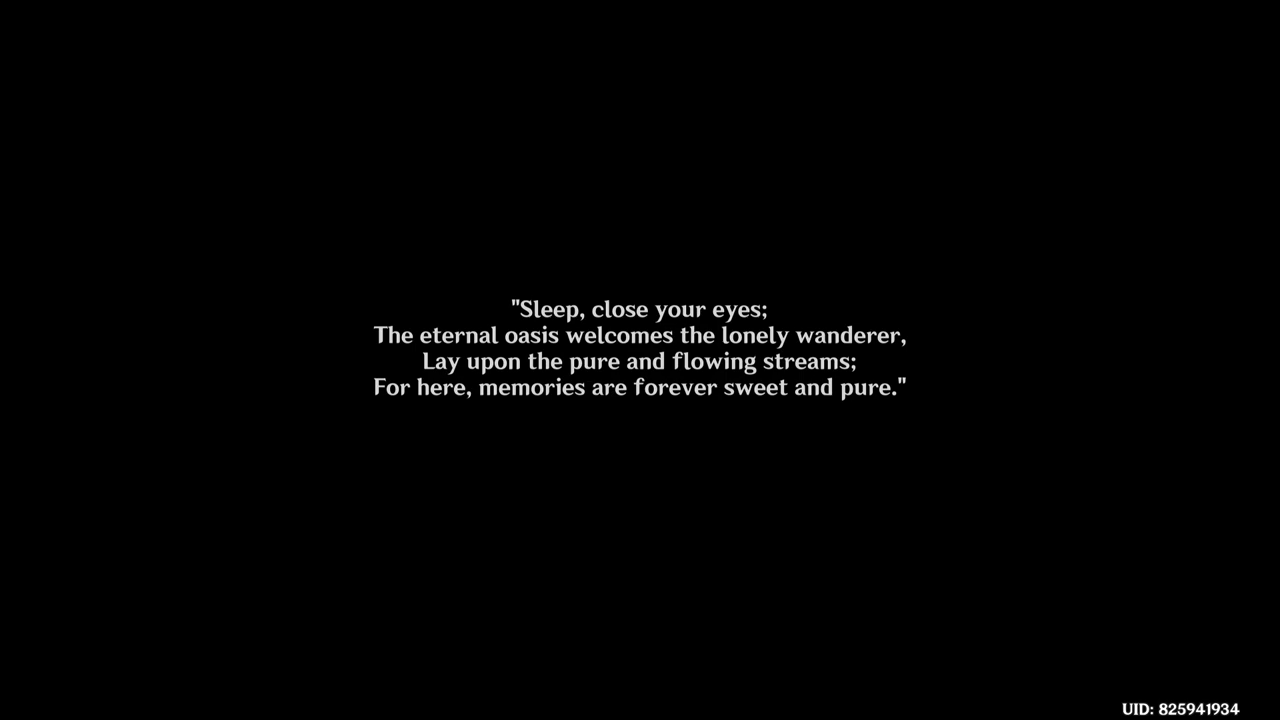 "Sleep, close your eyes;
The eternal oasis welcomes the lonely wanderer,
Lay upon the pure and flowing streams;
For here, memories are forever sweet and pure."
UID: 825941934